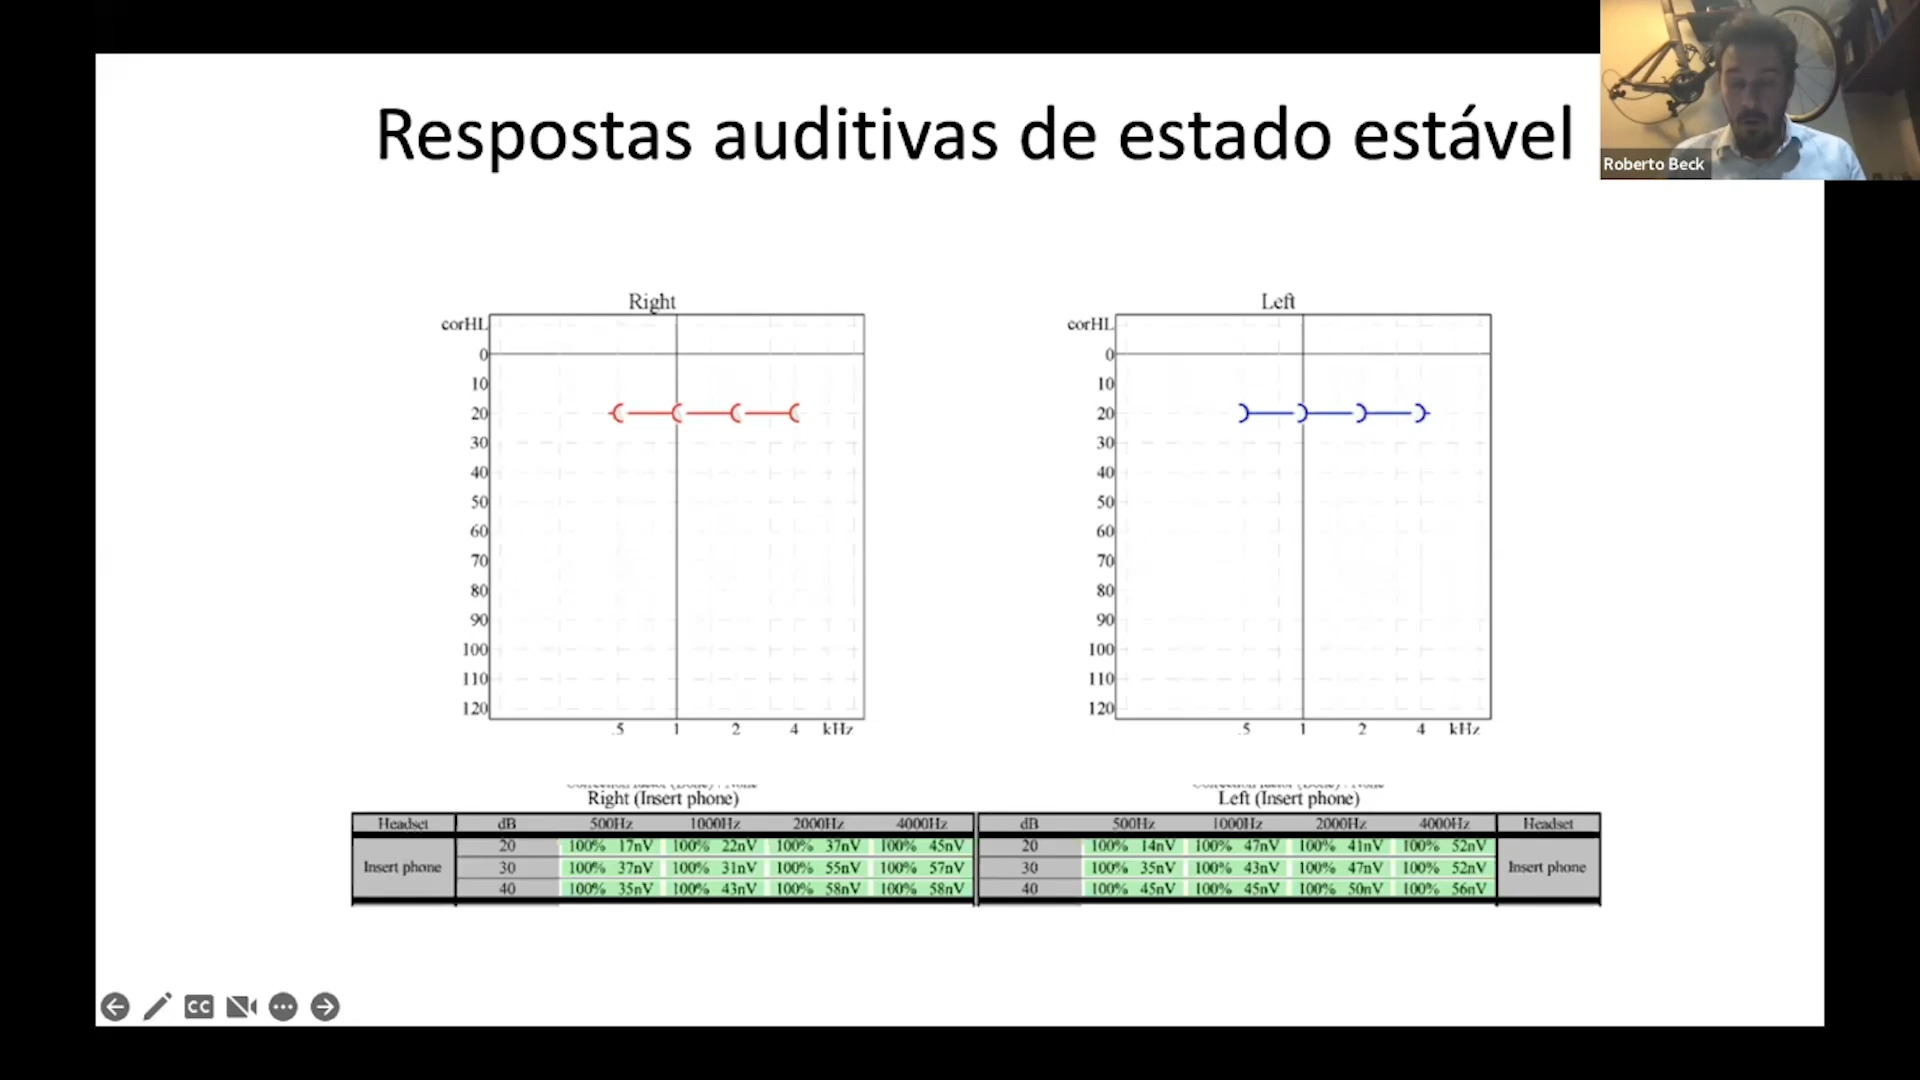 Respostas auditivas de estado estável
Roberto Beck
Right
corHL
0
10
20
30
40
50
60
70
80
90
100
110
120
.5 1 2 4 kHz
Left
corHL
0
10
20
30
40
50
60
70
80
90
100
110
120
.5 1 2 4 kHz
Right (Insert phone)
Left (Insert phone)
Headset dB 500Hz 1000Hz 2000Hz 4000Hz dB 500Hz 1000Hz 2000Hz 4000Hz Headset
20 100% 17nV 100% 22nV 100% 37nV 100% 45nV 20 100% 14nV 100% 47nV 100% 41nV 100% 52nV
Insert phone 30 100% 37nV 100% 31nV 100% 55nV 100% 57nV 30 100% 35nV 100% 43nV 100% 47nV 100% 52nV Insert phone
40 100% 35nV 100% 43nV 100% 58nV 100% 58nV 40 100% 45nV 100% 45nV 100% 50nV 100% 56nV
CC